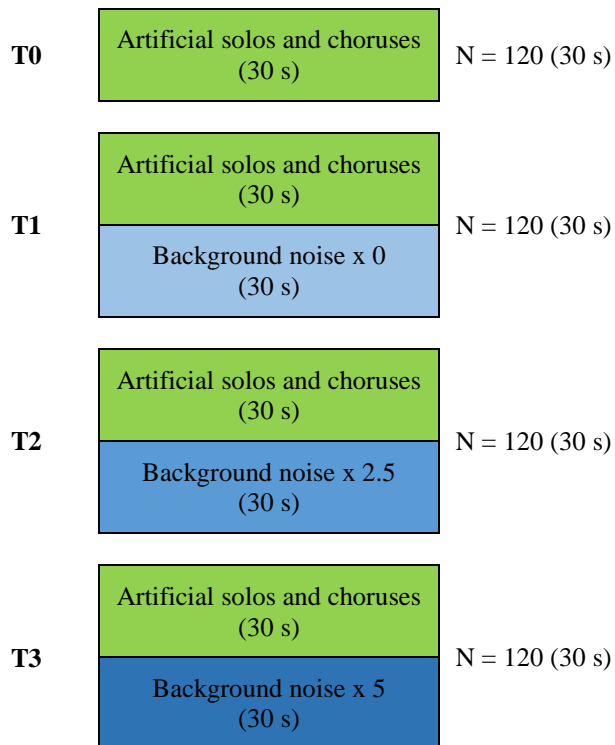 T0
Artificial solos and choruses
(30 s)
N = 120 (30 s)
T1
Artificial solos and choruses
(30 s)
Background noise x 0
(30 s)
N = 120 (30 s)
T2
Artificial solos and choruses
(30 s)
Background noise x 2.5
(30 s)
N = 120 (30 s)
T3
Artificial solos and choruses
(30 s)
Background noise x 5
(30 s)
N = 120 (30 s)